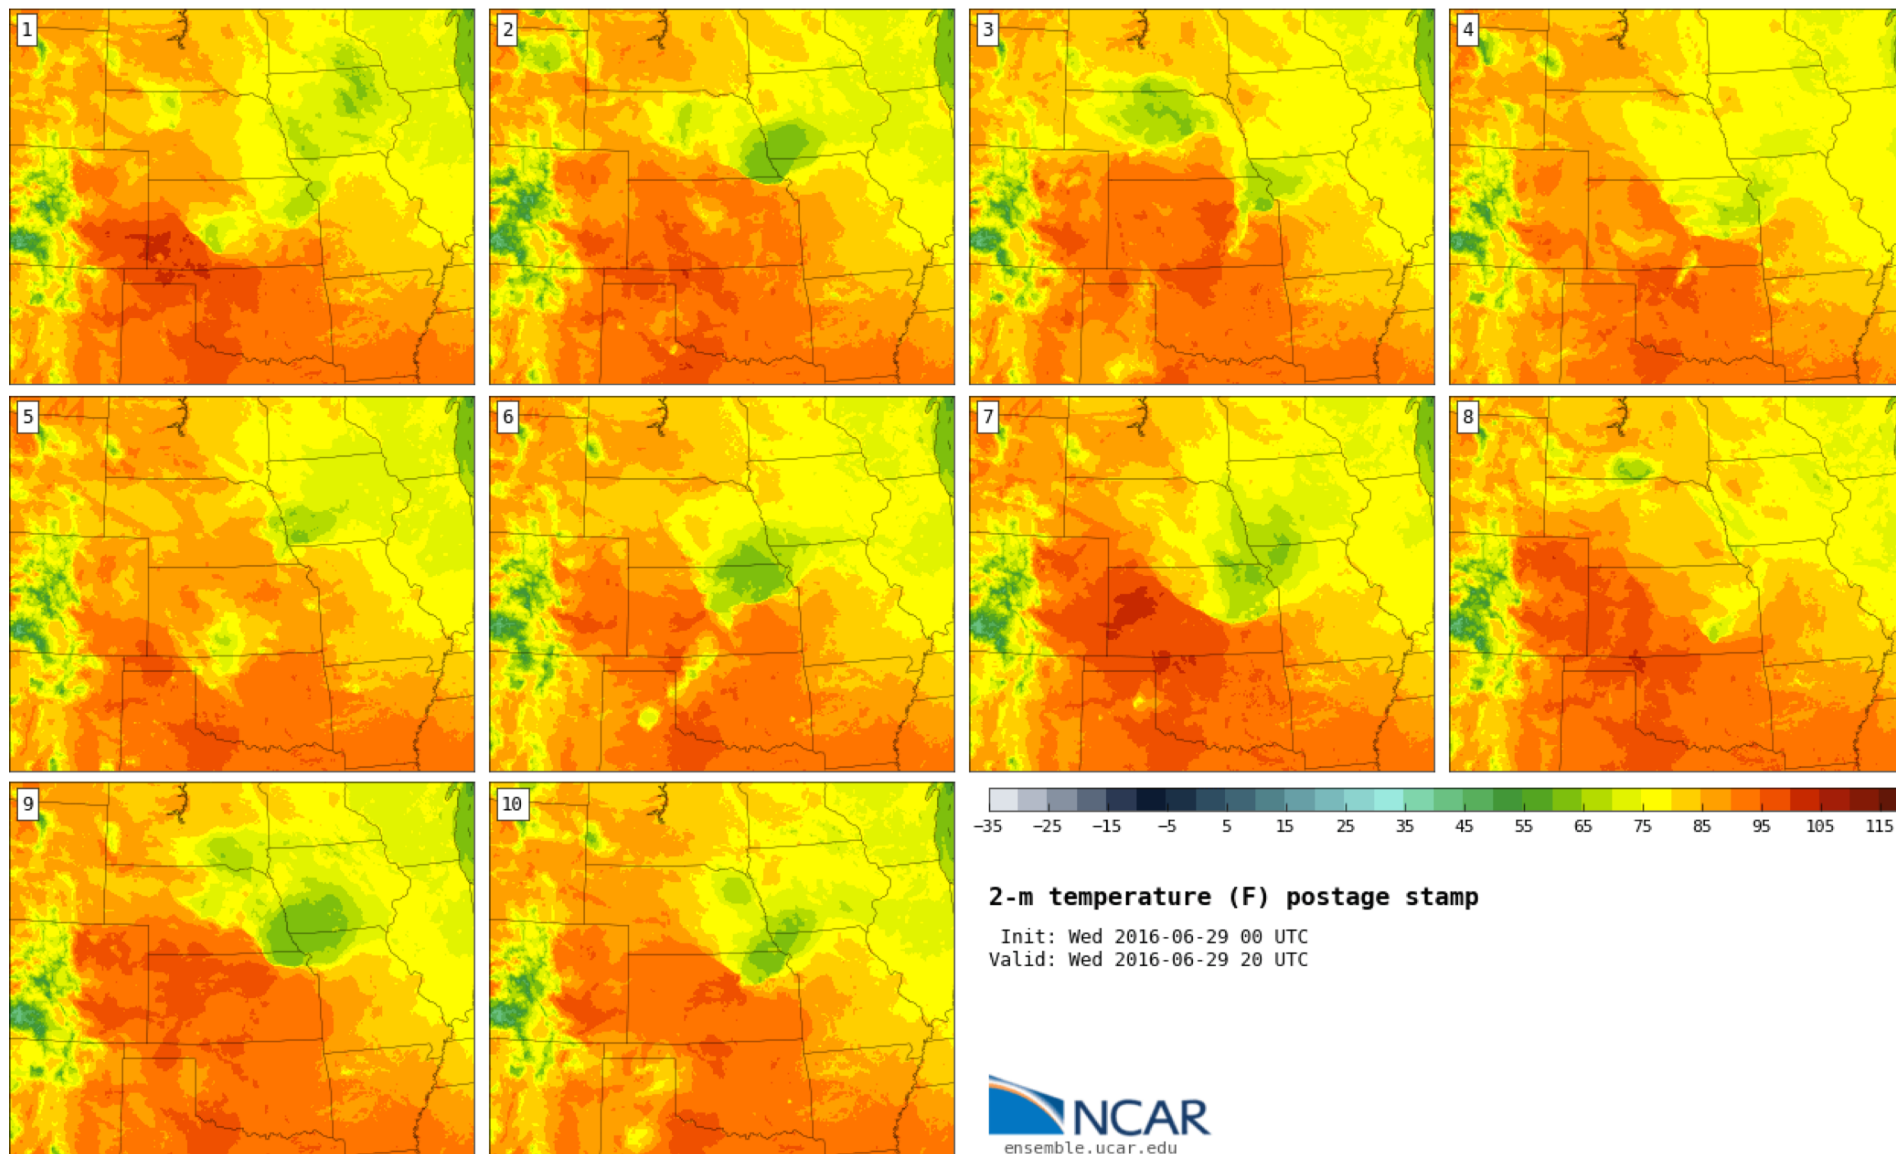 1
2
3
4
5
6
7
8
9
10
−35 −25 −15 −5 5 15 25 35 45 55 65 75 85 95 105 115
2-m temperature (F) postage stamp
Init: Wed 2016-06-29 00 UTC
Valid: Wed 2016-06-29 20 UTC
NCAR
ensemble.ucar.edu